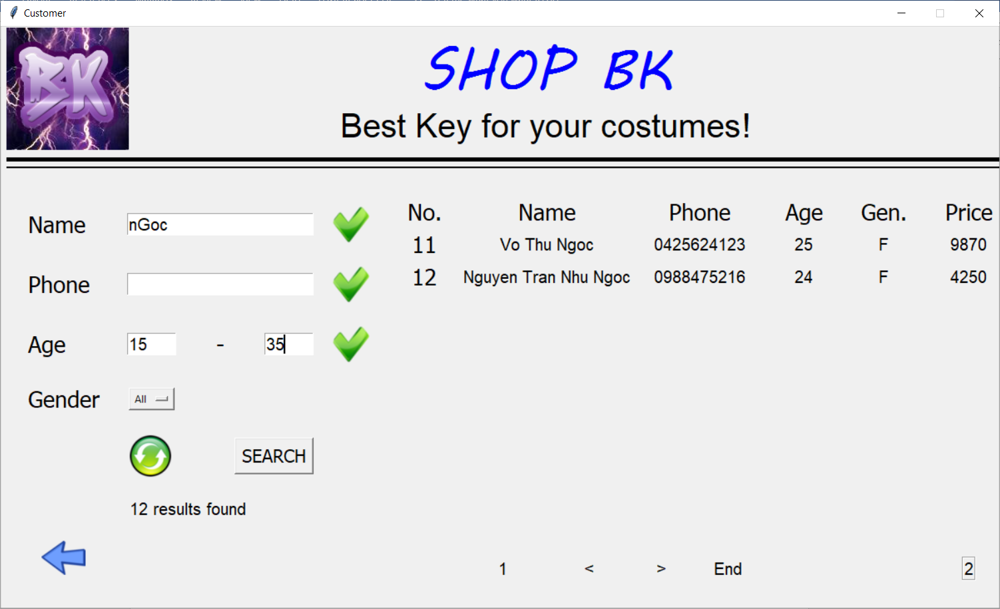 Customer
BK
SHOP BK
Best Key for your costumes!
Name nGoc
Phone
Age 15 - 35
Gender All
SEARCH
12 results found
No. Name Phone Age Gen. Price
11 Vo Thu Ngoc 0425624123 25 F 9870
12 Nguyen Tran Nhu Ngoc 0988475216 24 F 4250
1 < > End 2